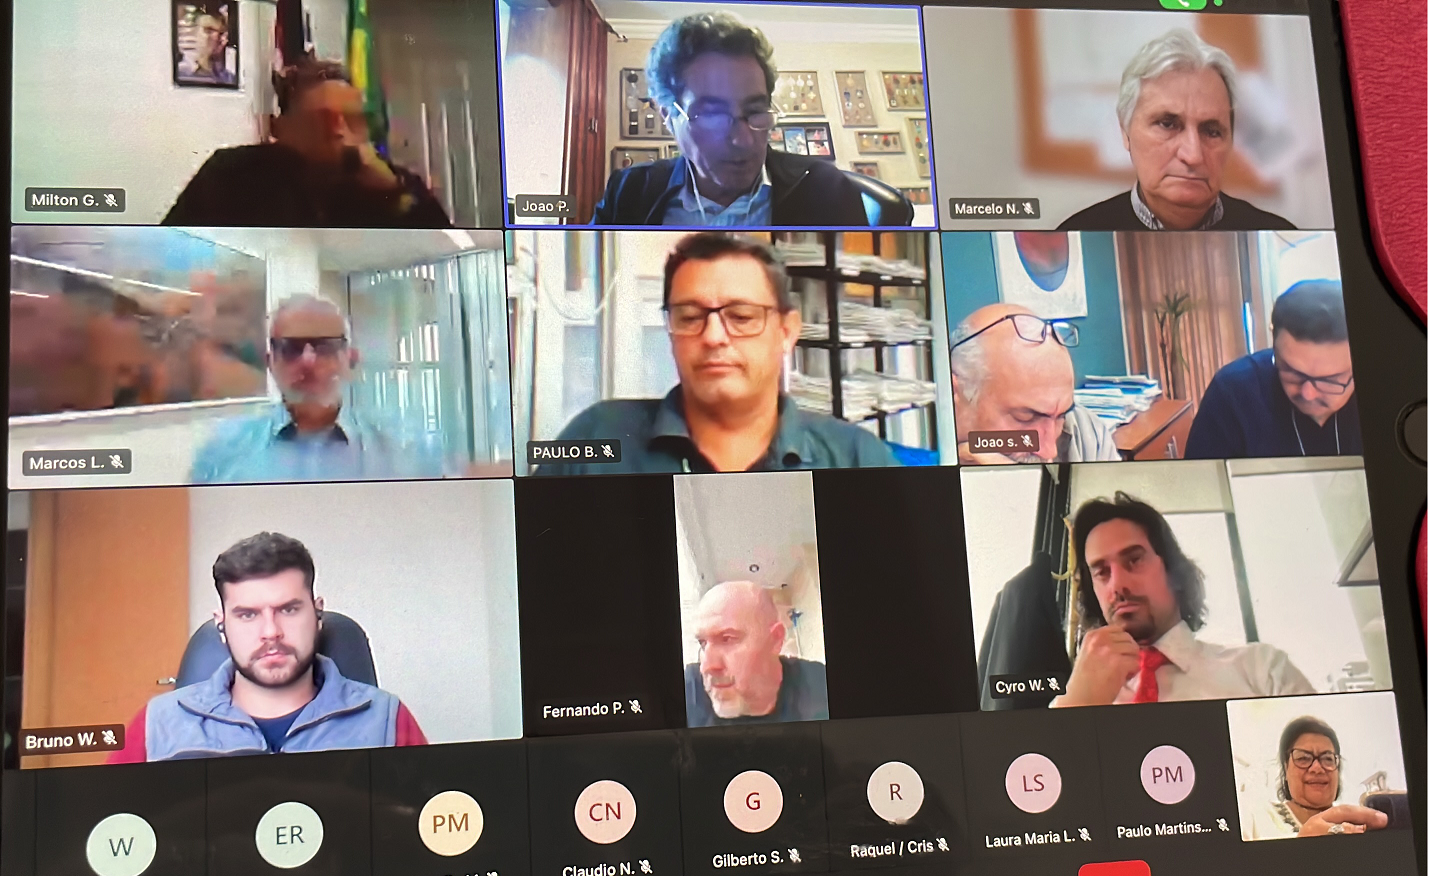 Milton G.
Joao P.
Marcelo N.
Marcos L.
PAULO B.
Joao s.
Bruno W.
Fernando P.
Cyro W.
W
ER
PM
CN
G
R
LS
PM
Claudio N.
Gilberto S.
Raquel / Cris
Laura Maria L.
Paulo Martins...